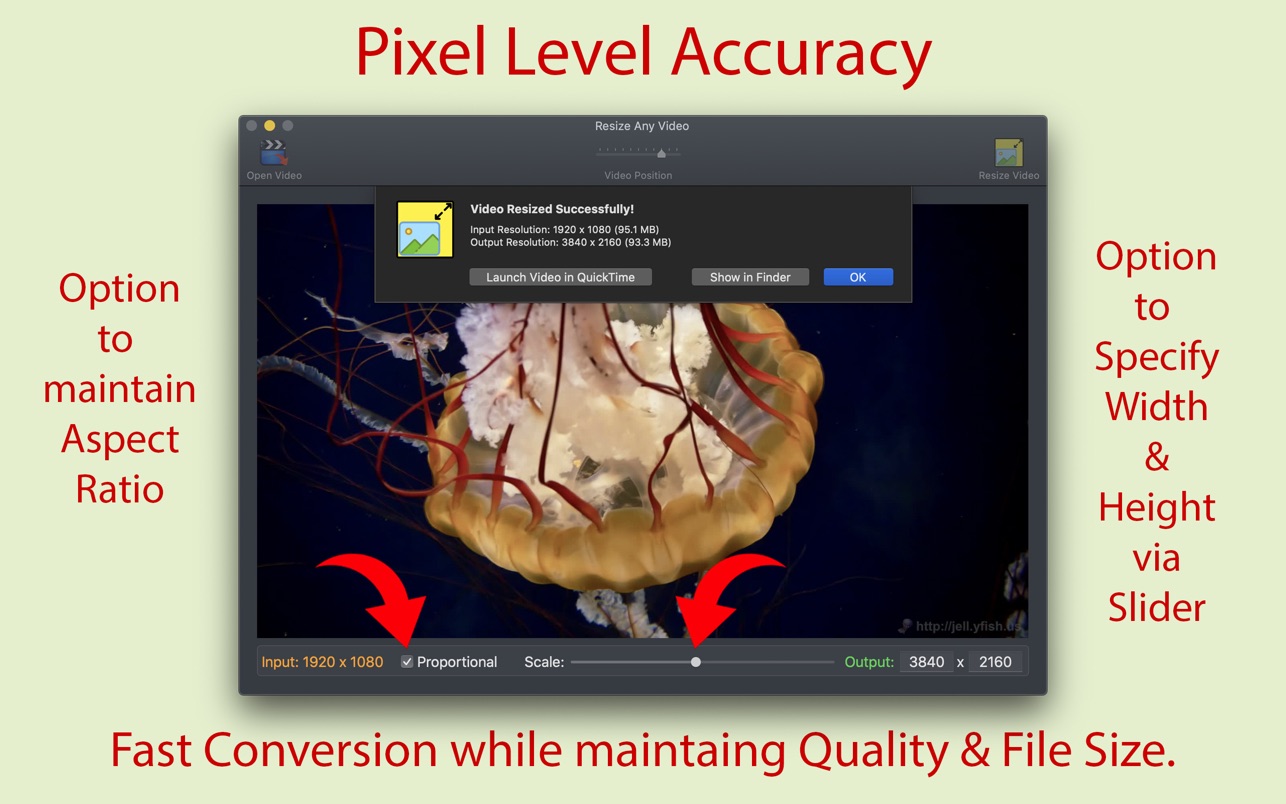 Pixel Level Accuracy
Resize Any Video
Open Video
Video Position
Resize Video
Video Resized Successfully!
Input Resolution: 1920 x 1080 (95.1 MB)
Output Resolution: 3840 x 2160 (93.3 MB)
Launch Video in QuickTime
Show in Finder
OK
Option
to
maintain
Aspect
Ratio
Option
to
Specify
Width
&
Height
via
Slider
http://jell.yfish.us
Input: 1920 x 1080
Proportional
Scale:
Output: 3840 x 2160
Fast Conversion while maintaing Quality & File Size.